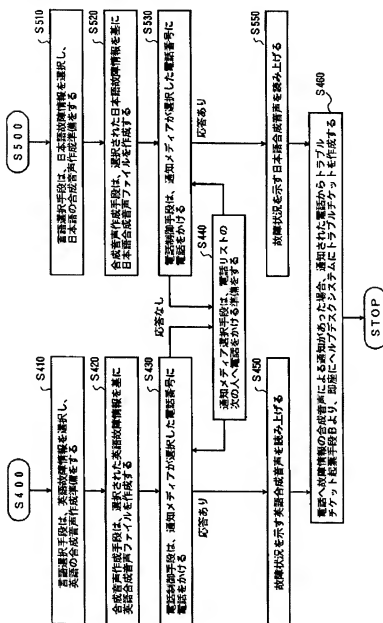 S400
S410
言語選択手段は、英語故障情報を選択し、
英語の合成音声作成準備をする
S420
合成音声作成手段は、選択された英語故障情報を基に
英語合成音声ファイルを作成する
S430
電話制御手段は、通知メディアが選択した電話番号に
電話をかける
応答なし
応答あり
S440
通知メディア選択手段は、電話リストの
次の人へ電話をかける準備をする
S450
故障状況を示す英語合成音声を読み上げる
S500
S510
言語選択手段は、日本語故障情報を選択し、
日本語の合成音声作成準備をする
S520
合成音声作成手段は、選択された日本語故障情報を基に
日本語合成音声ファイルを作成する
S530
電話制御手段は、通知メディアが選択した電話番号に
電話をかける
応答あり
S550
故障状況を示す日本語合成音声を読み上げる
S460
電話へ故障情報の合成音声による通知があった場合、通知された電話からトラブル
チケット起票手段Bより、即座にヘルプデスクシステムにトラブルチケットを作成する
STOP